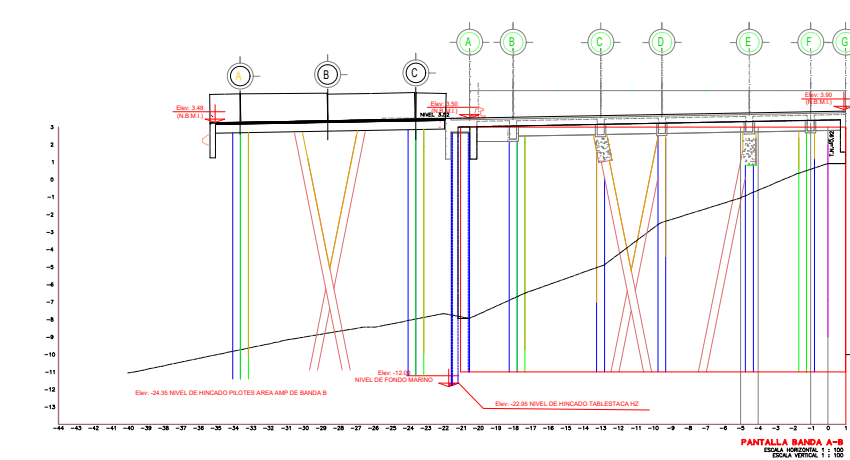 A B C D E F G
A B C
Elev: 3.48
(N.B.M.I.)
Elev: 3.50
(N.B.M.I.)
NIVEL 3.52
Elev: 3.90
(N.B.M.I.)
3
2
1
0
-1
-2
-3
-4
-5
-6
-7
-8
-9
-10
-11
-12
-13
Elev: -12.00
NIVEL DE FONDO MARINO
Elev: -24.35 NIVEL DE HINCADO PILOTES AREA AMP DE BANDA B
Elev: -22.95 NIVEL DE HINCADO TABLESTACA HZ
-44 -43 -42 -41 -40 -39 -38 -37 -36 -35 -34 -33 -32 -31 -30 -29 -28 -27 -26 -25 -24 -23 -22 -21 -20 -19 -18 -17 -16 -15 -14 -13 -12 -11 -10 -9 -8 -7 -6 -5 -4 -3 -2 -1 0 1
PANTALLA BANDA A-B
ESCALA HORIZONTAL 1 : 100
ESCALA VERTICAL 1 : 100